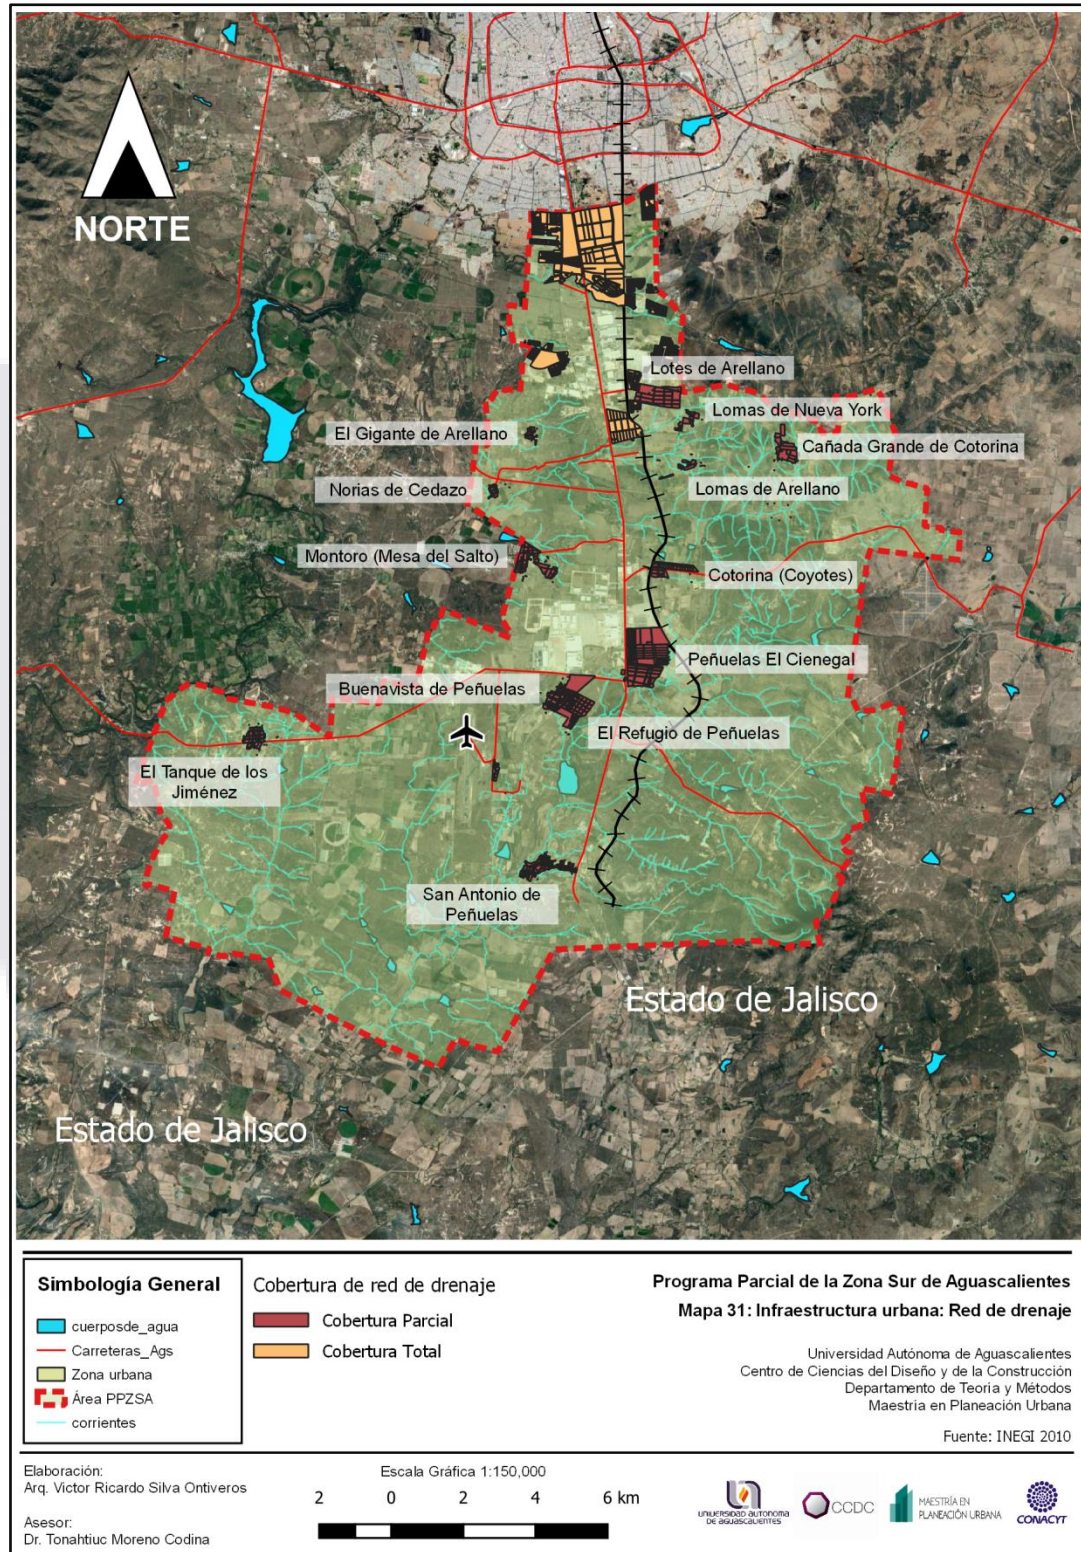 NORTE
Lotes de Arellano
Lomas de Nueva York
El Gigante de Arellano
Cañada Grande de Cotorina
Norias de Cedazo
Lomas de Arellano
Montoro (Mesa del Salto)
Cotorina (Coyotes)
Peñuelas El Cienegal
Buenavista de Peñuelas
El Refugio de Peñuelas
El Tanque de los
Jiménez
San Antonio de
Peñuelas
Estado de Jalisco
Estado de Jalisco
Simbología General
cuerposde_agua
Carreteras_Ags
Zona urbana
Área PPZSA
corrientes
Cobertura de red de drenaje
Cobertura Parcial
Cobertura Total
Programa Parcial de la Zona Sur de Aguascalientes
Mapa 31: Infraestructura urbana: Red de drenaje
Universidad Autónoma de Aguascalientes
Centro de Ciencias del Diseño y de la Construcción
Departamento de Teoría y Métodos
Maestria en Planeación Urbana
Fuente: INEGI 2010
Elaboración:
Arq. Victor Ricardo Silva Ontiveros
Asesor:
Dr. Tonahtiuc Moreno Codina
Escala Gráfica 1:150,000
2 0 2 4 6 km
UNIVERSIDAD AUTONOMA
DE AGUASCALIENTES
CCDC
MAESTRÍA EN
PLANEACIÓN URBANA
CONACYT